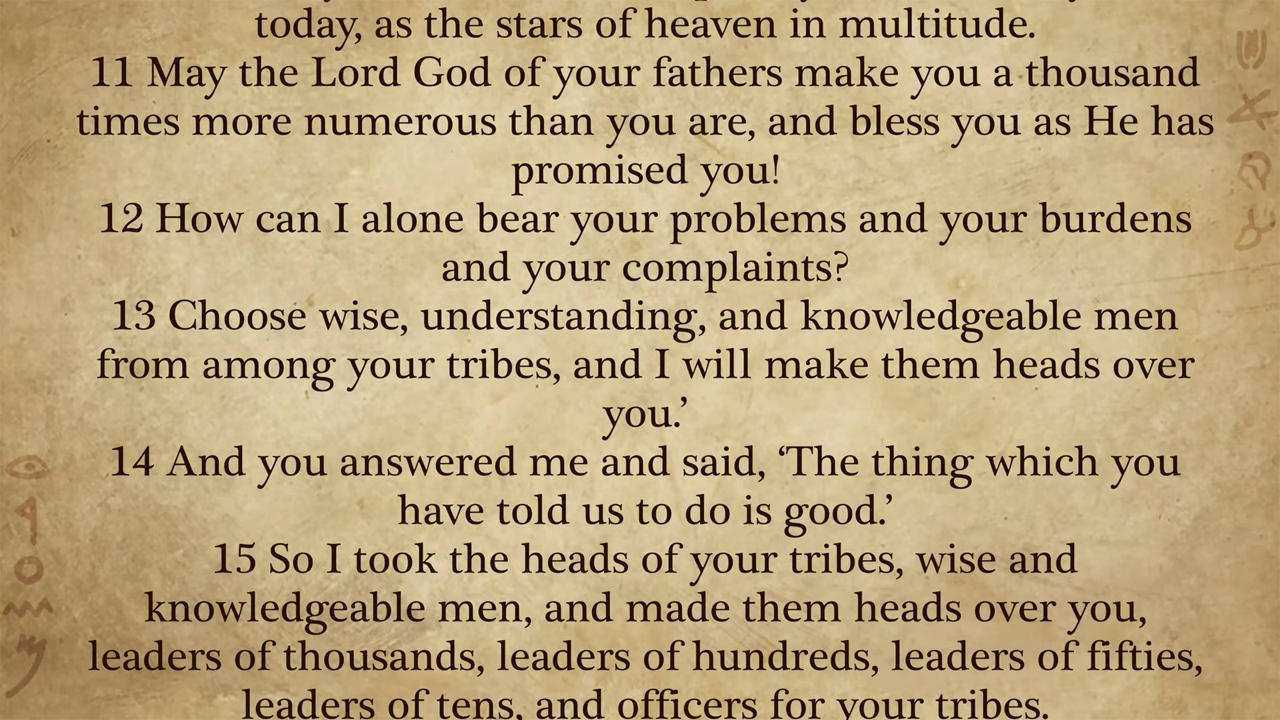 today, as the stars of heaven in multitude.
11 May the Lord God of your fathers make you a thousand
times more numerous than you are, and bless you as He has
promised you!
12 How can I alone bear your problems and your burdens
and your complaints?
13 Choose wise, understanding, and knowledgeable men
from among your tribes, and I will make them heads over
you.’
14 And you answered me and said, ‘The thing which you
have told us to do is good.’
15 So I took the heads of your tribes, wise and
knowledgeable men, and made them heads over you,
leaders of thousands, leaders of hundreds, leaders of fifties,
leaders of tens, and officers for your tribes.